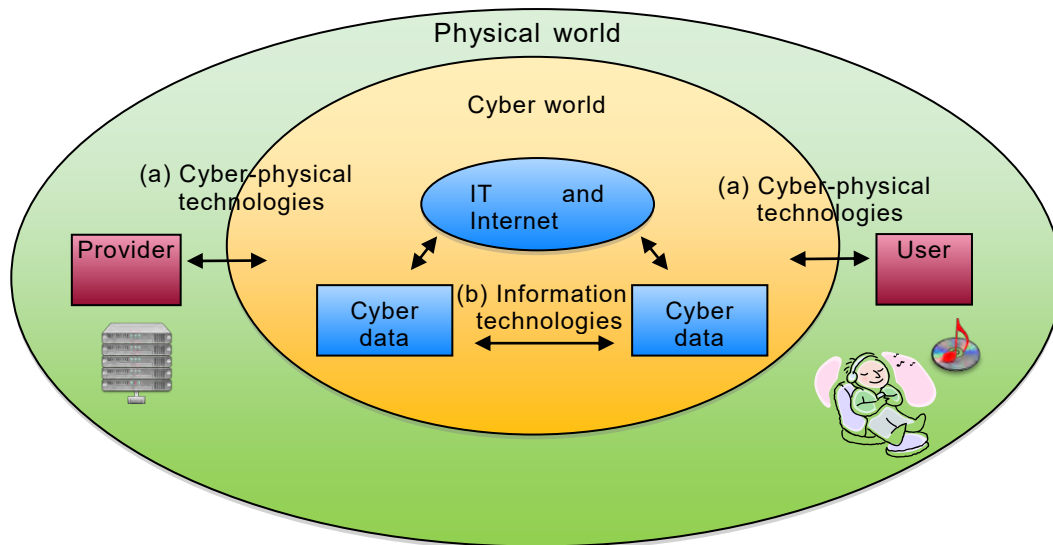 Physical world
Cyber world
(a) Cyber-physical
technologies
IT and
Internet
(a) Cyber-physical
technologies
Provider
User
Cyber
data
(b) Information
technologies
Cyber
data